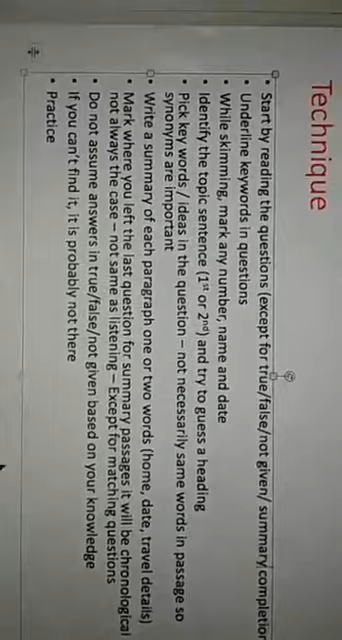 Technique
• Start by reading the questions (except for true/false/not given/ summary completion
• Underline keywords in questions
• While skimming, mark any number, name and date
• Identify the topic sentence (1st or 2nd) and try to guess a heading
• Pick key words / ideas in the question – not necessarily same words in passage so
synonyms are important
• Write a summary of each paragraph one or two words (home, date, travel details)
• Mark where you left the last question for summary passages it will be chronological
not always the case – not same as listening – Except for matching questions
• Do not assume answers in true/false/not given based on your knowledge
• If you can't find it, it is probably not there
• Practice